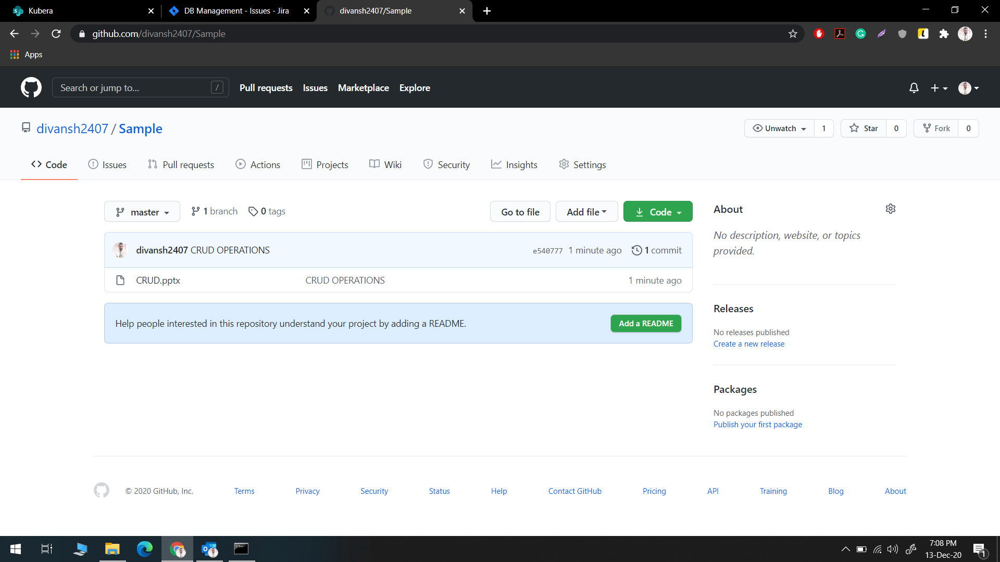 Kubera
DB Management - Issues - Jira
divansh2407/Sample
github.com/divansh2407/Sample
Apps
Search or jump to... /
Pull requests Issues Marketplace Explore
divansh2407 / Sample
Unwatch 1 Star 0 Fork 0
Code Issues Pull requests Actions Projects Wiki Security Insights Settings
master 1 branch 0 tags
Go to file Add file Code
divansh2407 CRUD OPERATIONS e540777 1 minute ago 1 commit
CRUD.pptx CRUD OPERATIONS 1 minute ago
Help people interested in this repository understand your project by adding a README. Add a README
About
No description, website, or topics
provided.
Releases
No releases published
Create a new release
Packages
No packages published
Publish your first package
© 2020 GitHub, Inc. Terms Privacy Security Status Help Contact GitHub Pricing API Training Blog About
7:08 PM
13-Dec-20
1